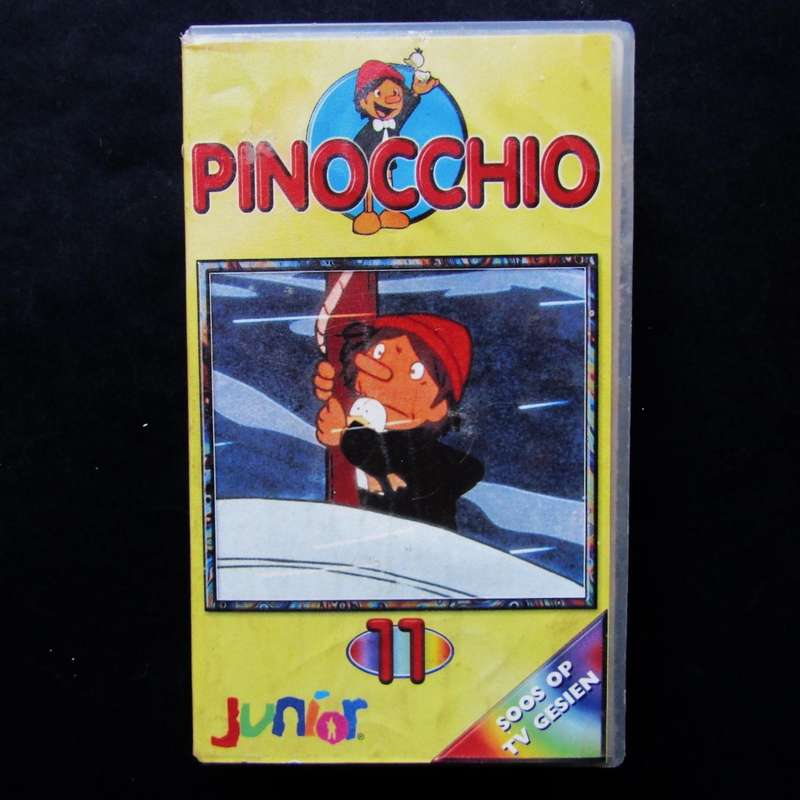 PINOCCHIO
11
junior®
SOOS OP
TV GESIEN